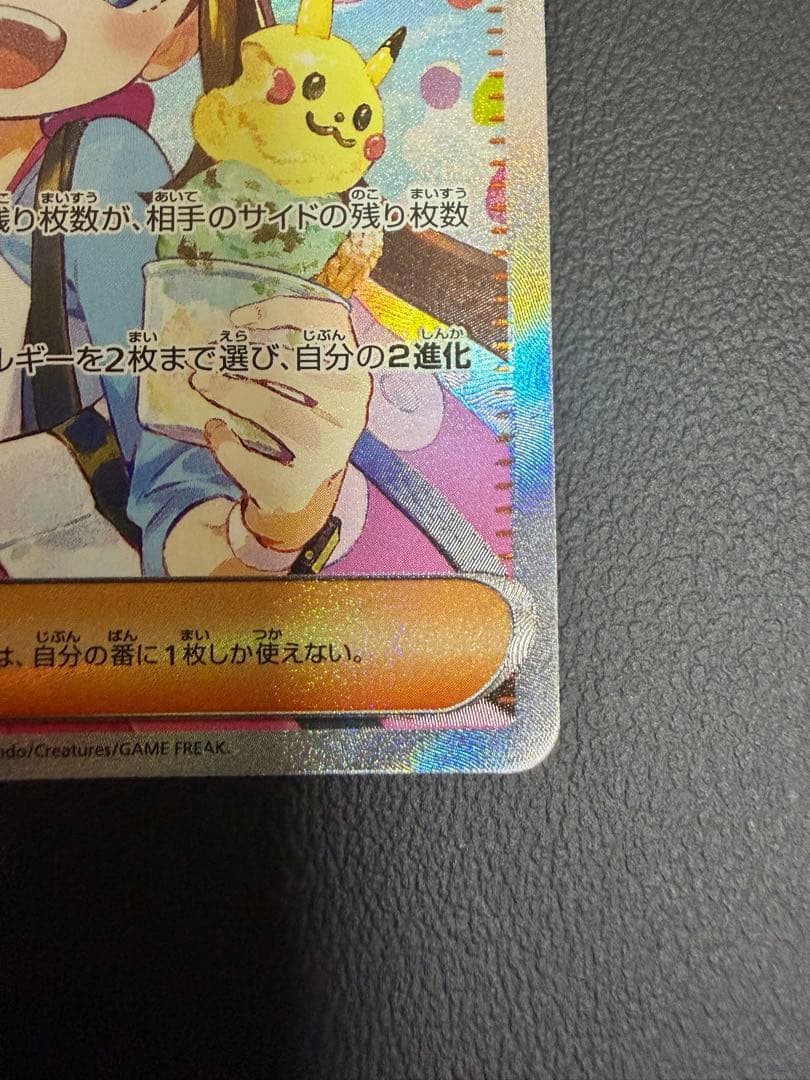 残り枚数が、相手のサイドの残り枚数
ルギーを2枚まで選び、自分の2進化
は、自分の番に1枚しか使えない。
ndo/Creatures/GAME FREAK.